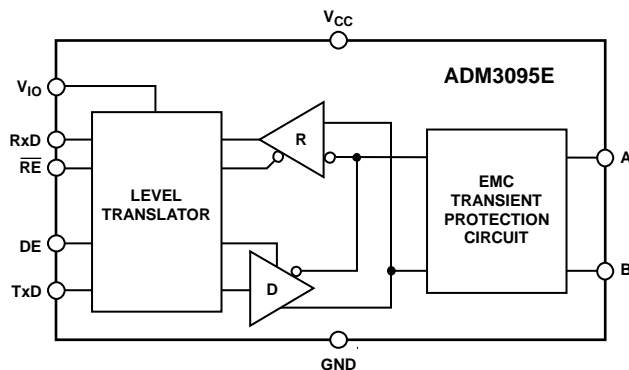 VCC
ADM3095E
VIO
RxD
RE
DE
TxD
LEVEL
TRANSLATOR
R
D
EMC
TRANSIENT
PROTECTION
CIRCUIT
A
B
GND